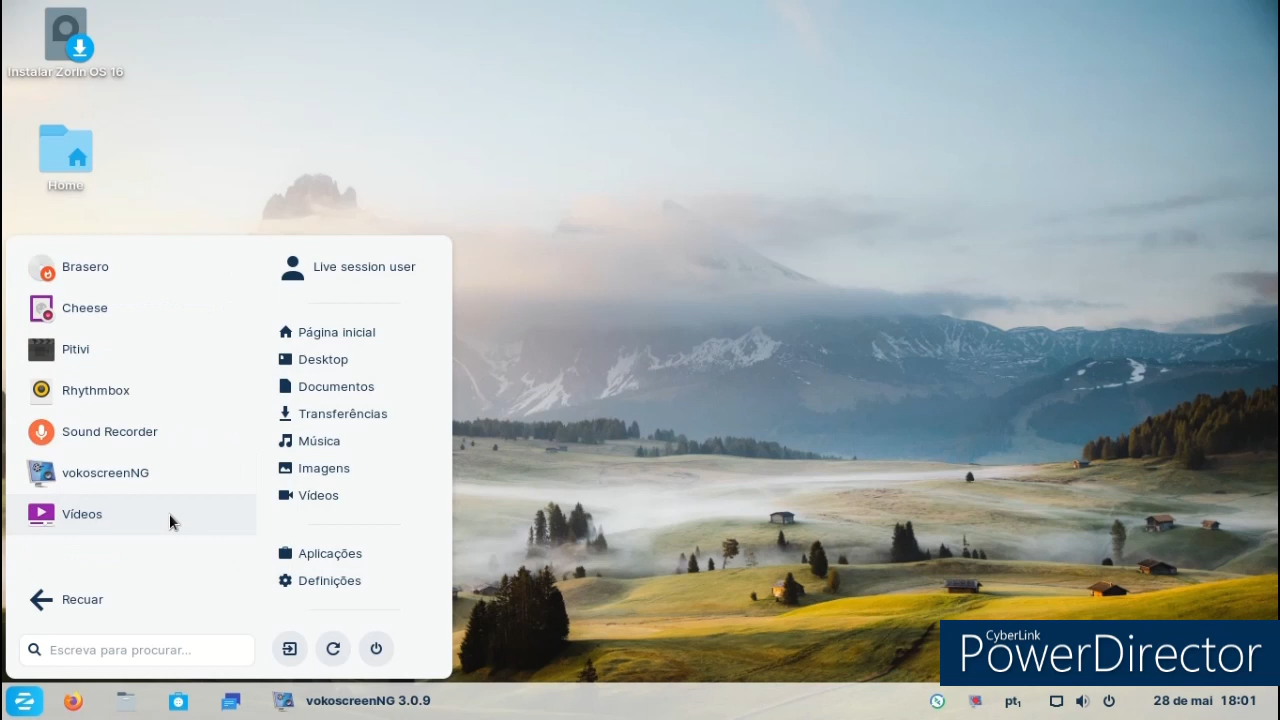 Instalar Zorin OS 16
Home
Brasero
Cheese
Pitivi
Rhythmbox
Sound Recorder
vokoscreenNG
Vídeos
Recuar
Escreva para procurar...
Live session user
Página inicial
Desktop
Documentos
Transferências
Música
Imagens
Vídeos
Aplicações
Definições
CyberLink
PowerDirector
vokoscreenNG 3.0.9
pt₁
28 de mai 18:01